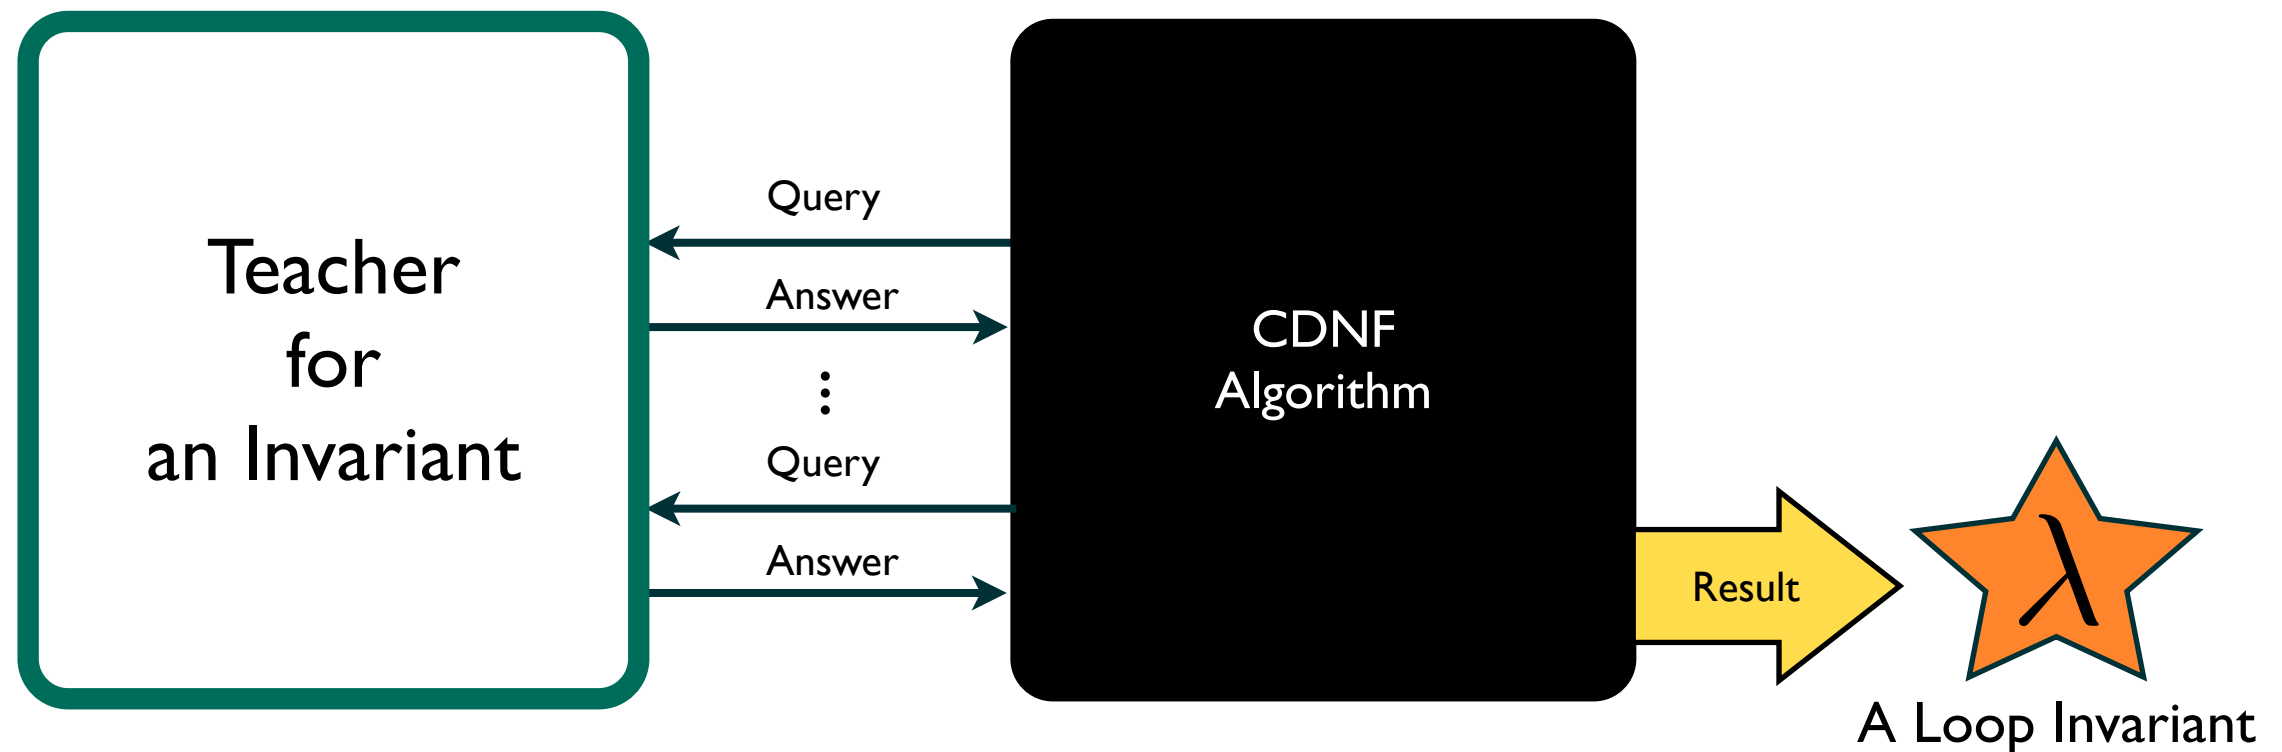 Teacher
for
an Invariant
Query
Answer
Query
Answer
CDNF
Algorithm
Result
λ
A Loop Invariant